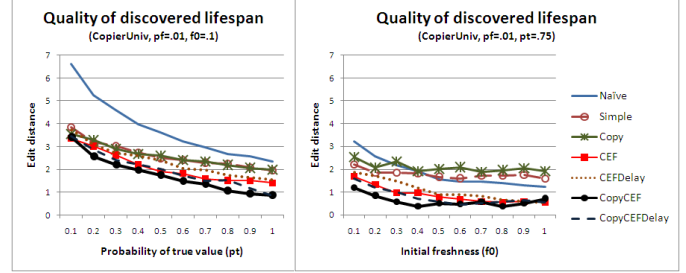 Quality of discovered lifespan
(CopierUniv, pf=.01, f0=.1)
Edit distance
8
7
6
5
4
3
2
1
0
0.1 0.2 0.3 0.4 0.5 0.6 0.7 0.8 0.9 1
Probability of true value (pt)
Quality of discovered lifespan
(CopierUniv, pf=.01, pt=.75)
Edit distance
8
7
6
5
4
3
2
1
0
0.1 0.2 0.3 0.4 0.5 0.6 0.7 0.8 0.9 1
Initial freshness (f0)
Naïve
Simple
Copy
CEF
CEFDelay
CopyCEF
CopyCEFDelay